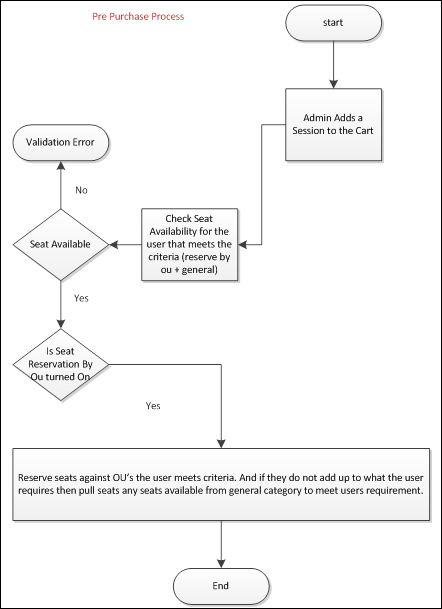 Pre Purchase Process
start
Admin Adds a
Session to the Cart
Validation Error
No
Check Seat
Availability for the
user that meets the
criteria (reserve by
ou + general)
Seat Available
Yes
Is Seat
Reservation By
Ou turned On
Yes
Reserve seats against OU's the user meets criteria. And if they do not add up to what the user
requires then pull seats any seats available from general category to meet users requirement.
End